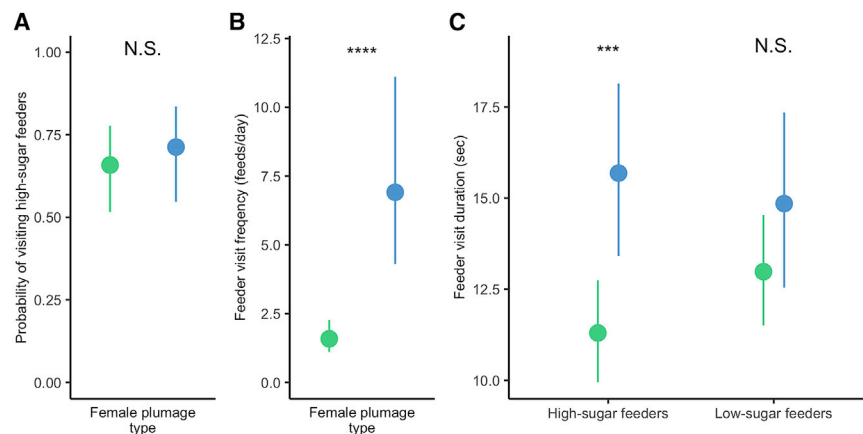 A
N.S.
Probability of visiting high-sugar feeders
1.00
0.75
0.50
0.25
0.00
Female plumage
type
B
****
Feeder visit freqency (feeds/day)
12.5
10.0
7.5
5.0
2.5
0.0
Female plumage
type
C
***
N.S.
Feeder visit duration (sec)
17.5
15.0
12.5
10.0
High-sugar feeders
Low-sugar feeders